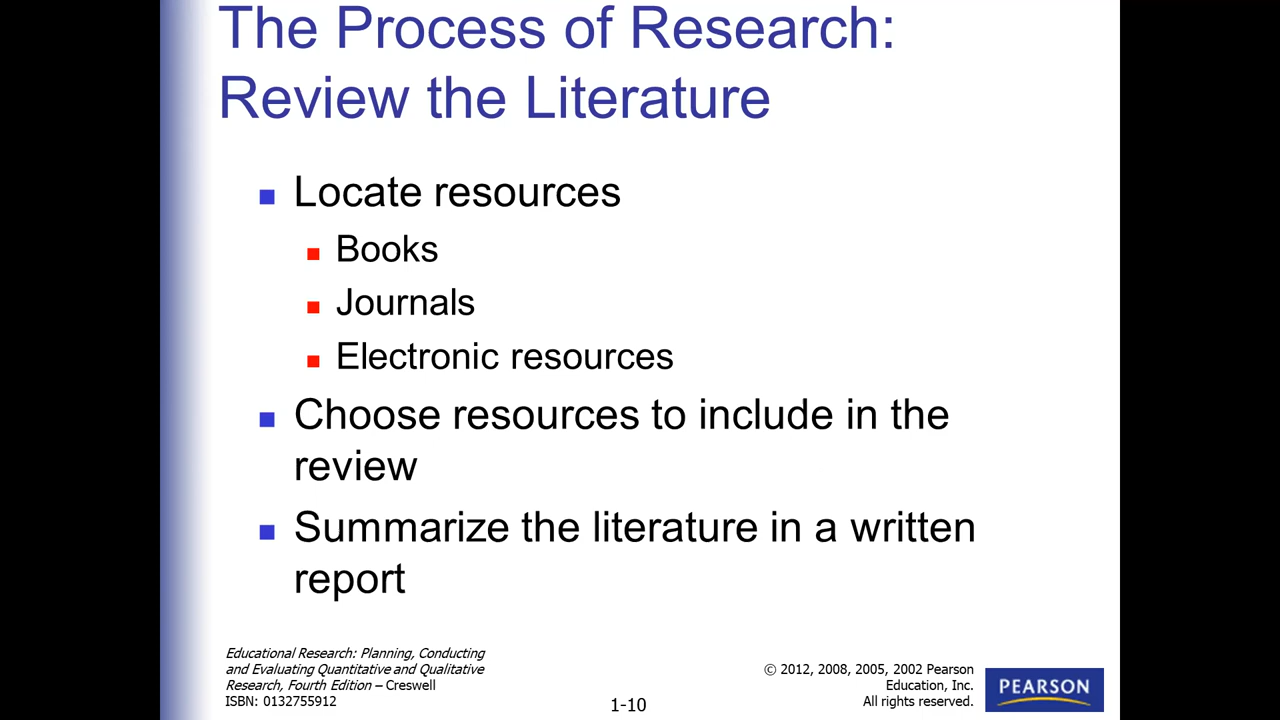 The Process of Research:
Review the Literature
Locate resources
Books
Journals
Electronic resources
Choose resources to include in the
review
Summarize the literature in a written
report
Educational Research: Planning, Conducting
and Evaluating Quantitative and Qualitative
Research, Fourth Edition – Creswell
ISBN: 0132755912
1-10
© 2012, 2008, 2005, 2002 Pearson
Education, Inc.
All rights reserved.
PEARSON